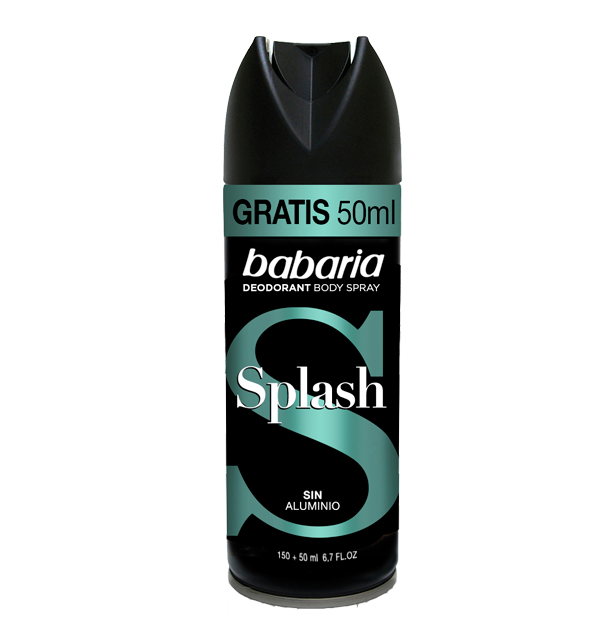 GRATIS 50ml
babaria
DEODORANT BODY SPRAY
S
Splash
SIN
ALUMINIO
150 + 50 ml 6,7 FL.OZ